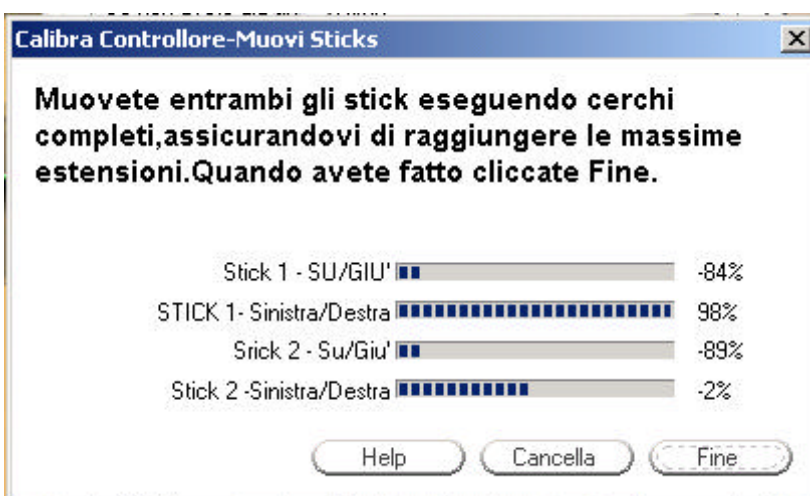 Calibra Controllore-Muovi Sticks
Muovete entrambi gli stick eseguendo cerchi
completi,assicurandovi di raggiungere le massime
estensioni.Quando avete fatto cliccate Fine.
Stick 1 - SU/GIU' -84%
STICK 1- Sinistra/Destra 98%
Srick 2 - Su/Giu' -89%
Stick 2 -Sinistra/Destra -2%
Help Cancella Fine